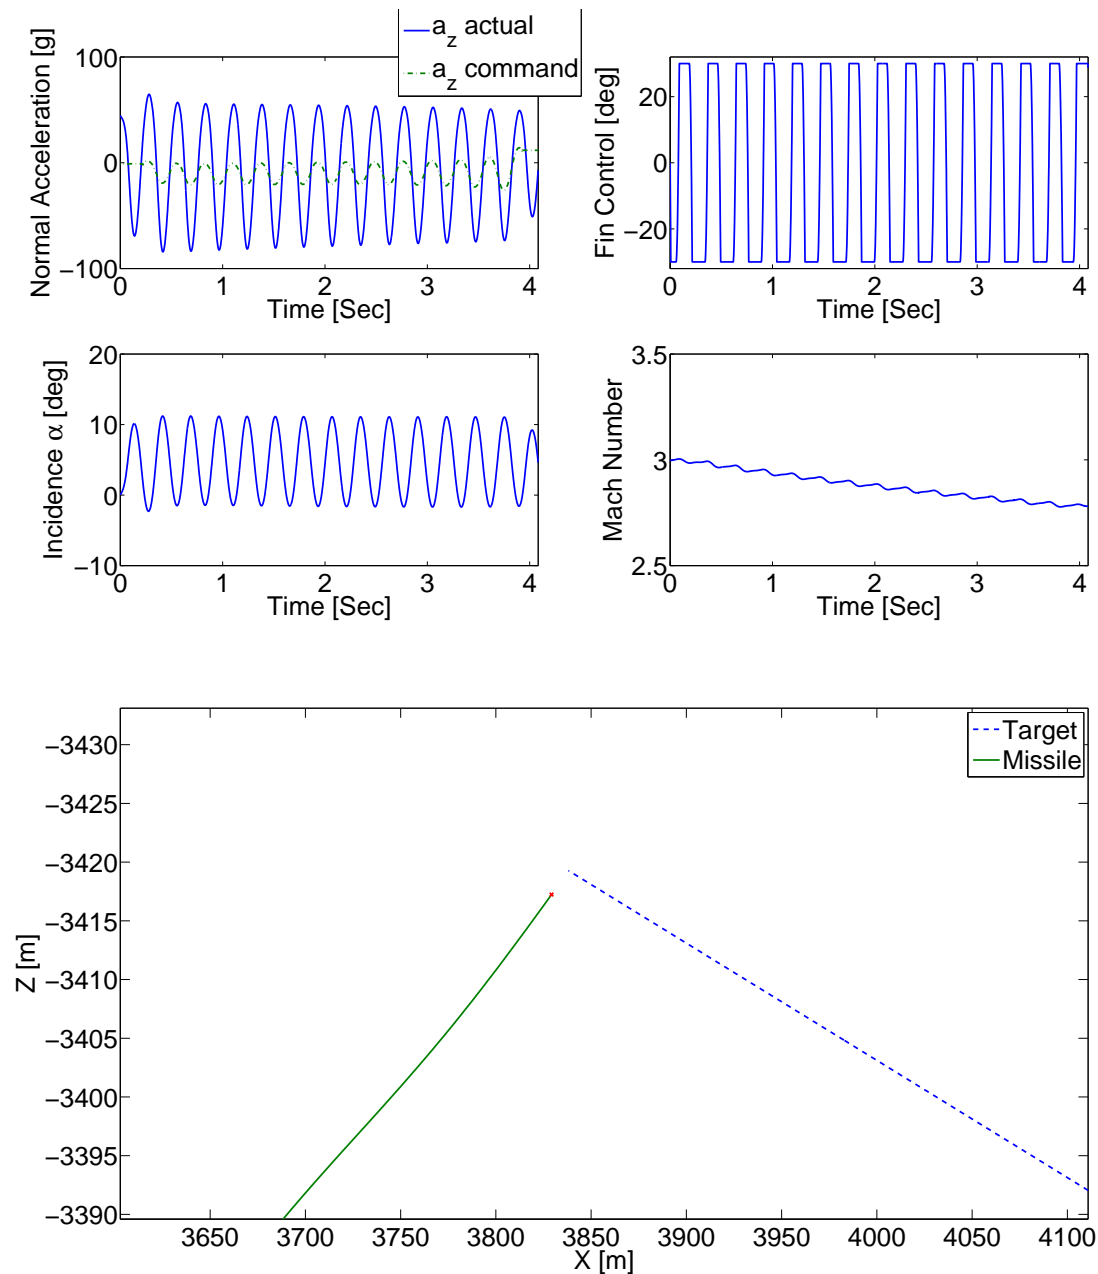 a_z actual
a_z command
Normal Acceleration [g]
100
0
−100
0 1 2 3 4
Time [Sec]
Fin Control [deg]
20
0
−20
0 1 2 3 4
Time [Sec]
Incidence α [deg]
20
10
0
−10
0 1 2 3 4
Time [Sec]
Mach Number
3.5
3
2.5
0 1 2 3 4
Time [Sec]
Target
Missile
Z [m]
−3430
−3425
−3420
−3415
−3410
−3405
−3400
−3395
−3390
3650 3700 3750 3800 3850 3900 3950 4000 4050 4100
X [m]